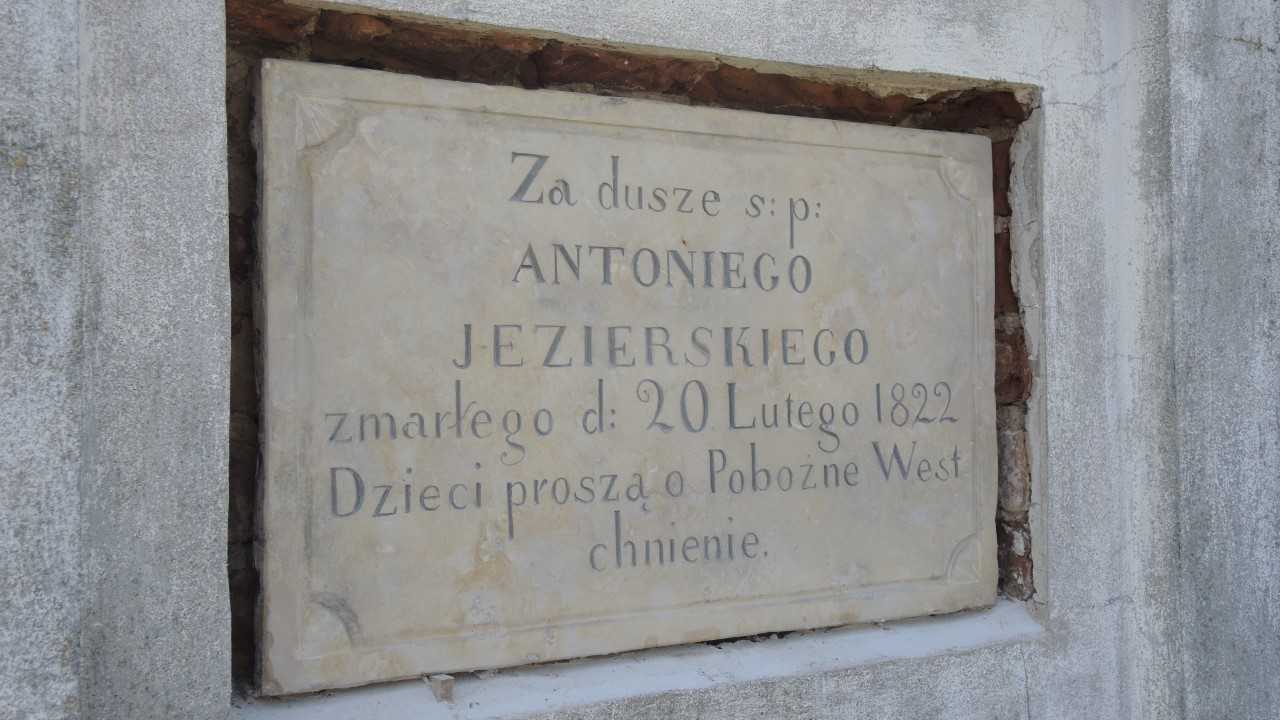 Za dusze s: p:
ANTONIEGO
JEZIERSKIEGO
zmarłego d: 20 Lutego 1822
Dzieci proszą o Pobożne West
chnienie.